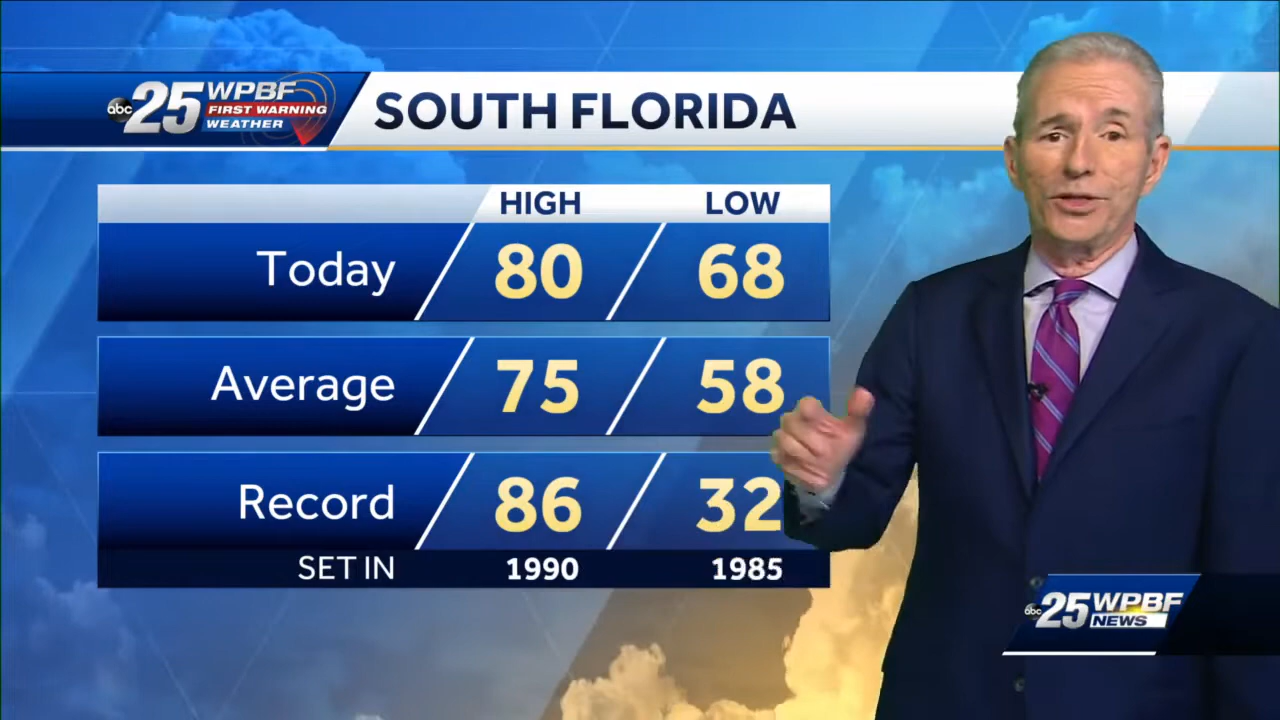 abc 25 WPBF
FIRST WARNING
WEATHER
SOUTH FLORIDA
HIGH LOW
Today 80 68
Average 75 58
Record 86 32
SET IN 1990 1985
abc 25 WPBF
NEWS